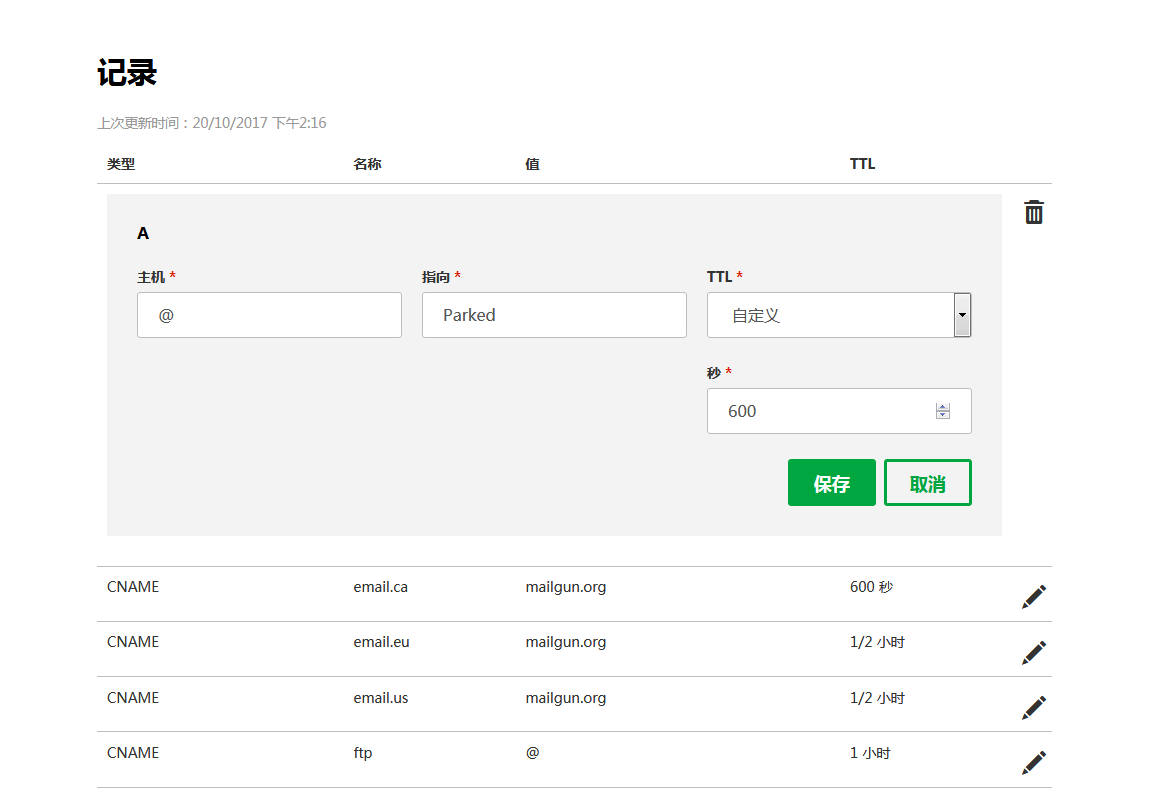 记录
上次更新时间：20/10/2017 下午2:16
类型 名称 值 TTL
A
主机 * 指向 * TTL *
@ Parked 自定义
秒 *
600
保存 取消
CNAME email.ca mailgun.org 600 秒
CNAME email.eu mailgun.org 1/2 小时
CNAME email.us mailgun.org 1/2 小时
CNAME ftp @ 1 小时